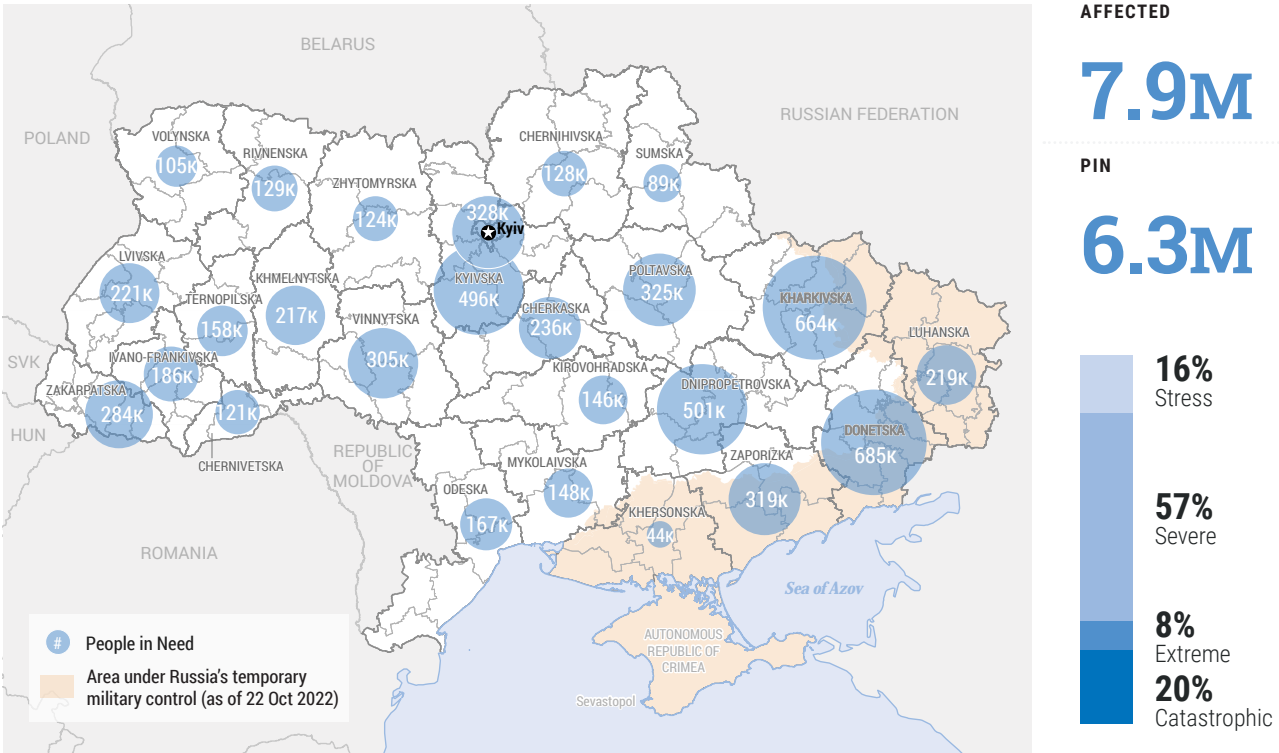 BELARUS
POLAND
RUSSIAN FEDERATION
VOLYNSKA
105K
RIVNENSKA
129K
ZHYTOMYRSKA
124K
CHERNIHIVSKA
128K
SUMSKA
89K
328K
Kyiv
KYIVSKA
496K
LVIVSKA
221K
TERNOPILSKA
158K
KHMELNYTSKA
217K
VINNYTSKA
305K
CHERKASKA
236K
POLTAVSKA
325K
KHARKIVSKA
664K
LUHANSKA
219K
SVK
IVANO-FRANKIVSKA
186K
ZAKARPATSKA
284K
121K
CHERNIVETSKA
HUN
KIROVOHRADSKA
146K
DNIPROPETROVSKA
501K
DONETSKA
685K
ZAPORIZKA
319K
REPUBLIC
OF
MOLDOVA
MYKOLAIVSKA
148K
ODESKA
167K
KHERSONSKA
44K
ROMANIA
Sea of Azov
AUTONOMOUS
REPUBLIC OF
CRIMEA
Sevastopol
# People in Need
Area under Russia's temporary
military control (as of 22 Oct 2022)
AFFECTED
7.9M
PIN
6.3M
16%
Stress
57%
Severe
8%
Extreme
20%
Catastrophic